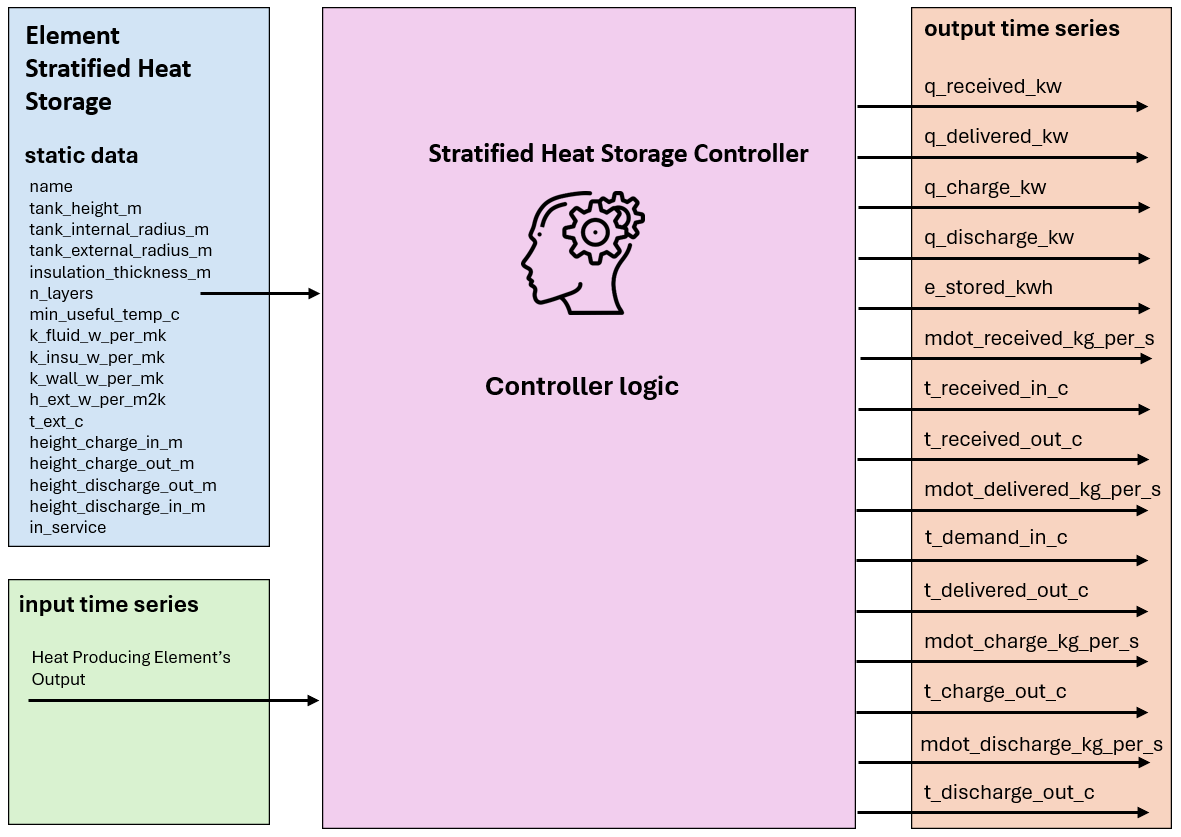 Element
Stratified Heat
Storage
static data
name
tank_height_m
tank_internal_radius_m
tank_external_radius_m
insulation_thickness_m
n_layers
min_useful_temp_c
k_fluid_w_per_mk
k_insu_w_per_mk
k_wall_w_per_mk
h_ext_w_per_m2k
t_ext_c
height_charge_in_m
height_charge_out_m
height_discharge_out_m
height_discharge_in_m
in_service
input time series
Heat Producing Element’s
Output
Stratified Heat Storage Controller
Controller logic
output time series
q_received_kw
q_delivered_kw
q_charge_kw
q_discharge_kw
e_stored_kwh
mdot_received_kg_per_s
t_received_in_c
t_received_out_c
mdot_delivered_kg_per_s
t_demand_in_c
t_delivered_out_c
mdot_charge_kg_per_s
t_charge_out_c
mdot_discharge_kg_per_s
t_discharge_out_c